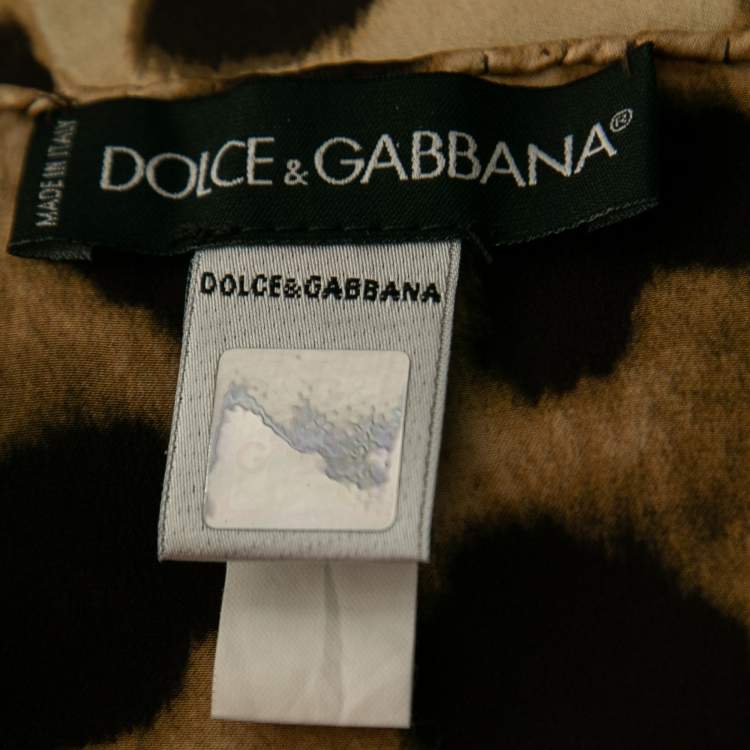 MADE IN ITALY
DOLCE & GABBANA®
DOLCE&GABBANA
G